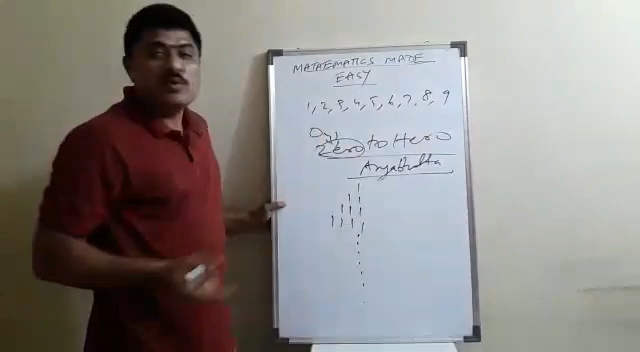 MATHEMATICS MADE
EASY
1, 2, 3, 4, 5, 6, 7, 8, 9
Zero to Hero
Aryabhatta